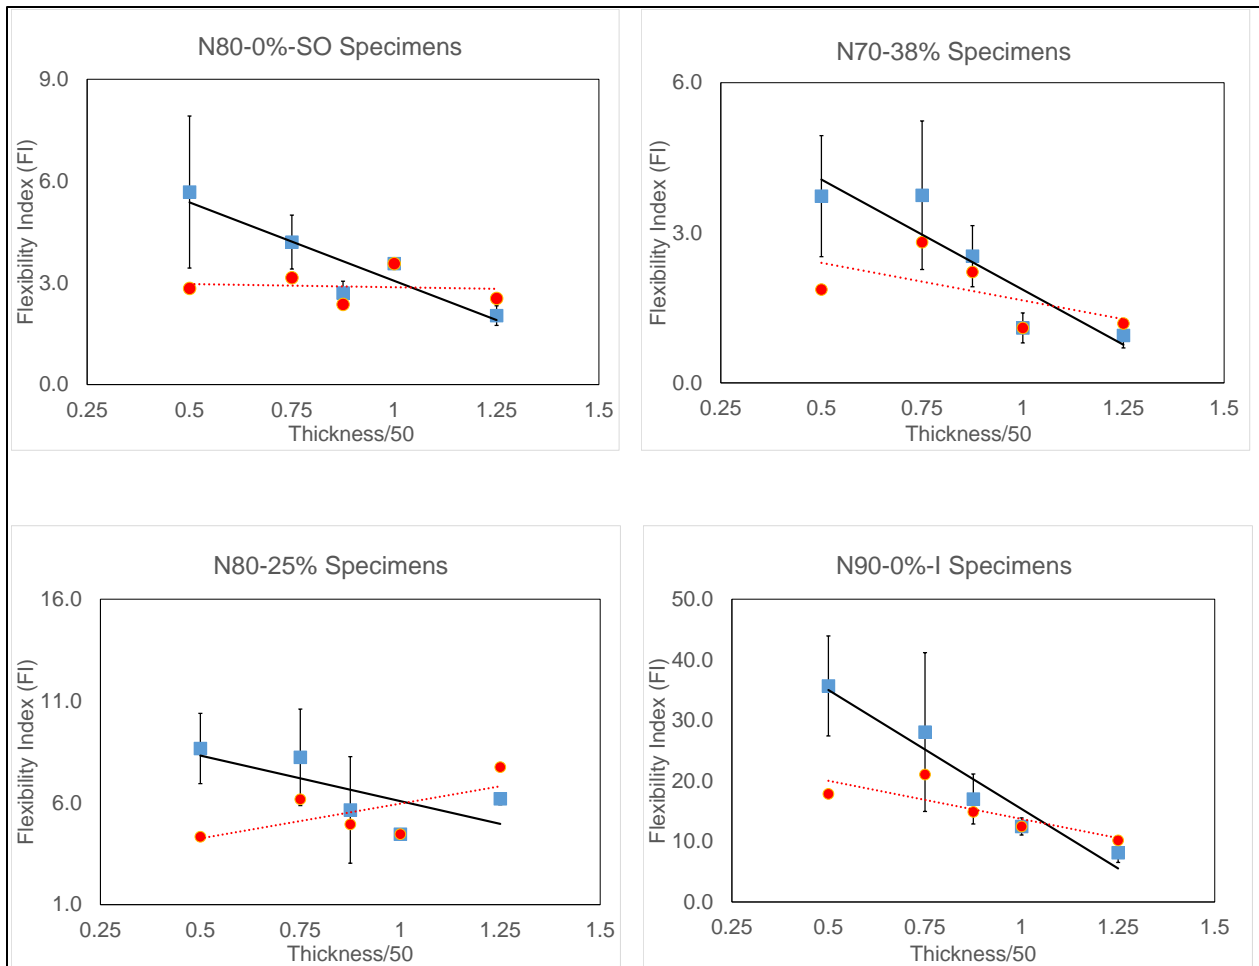 N80-0%-SO Specimens
Flexibility Index (FI)
9.0
6.0
3.0
0.0
0.25 0.5 0.75 1 1.25 1.5
Thickness/50
N70-38% Specimens
Flexibility Index (FI)
6.0
3.0
0.0
0.25 0.5 0.75 1 1.25 1.5
Thickness/50
N80-25% Specimens
Flexibility Index (FI)
16.0
11.0
6.0
1.0
0.25 0.5 0.75 1 1.25 1.5
Thickness/50
N90-0%-I Specimens
Flexibility Index (FI)
50.0
40.0
30.0
20.0
10.0
0.0
0.25 0.5 0.75 1 1.25 1.5
Thickness/50